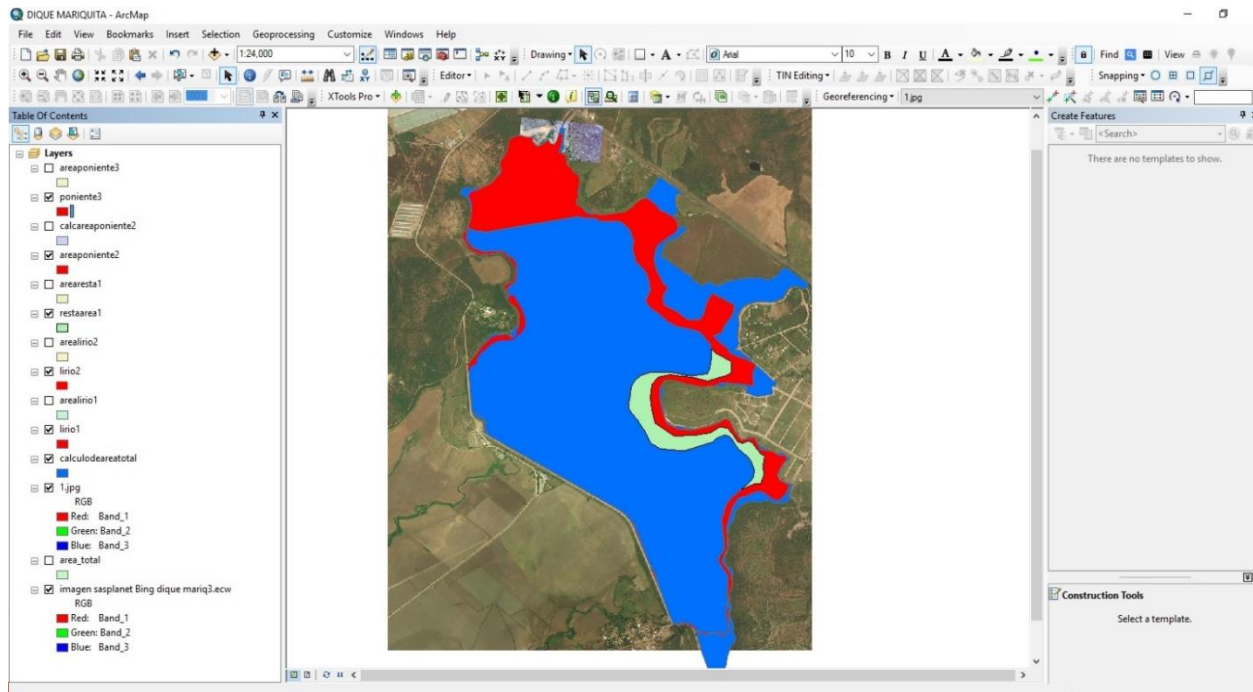 DIQUE MARIQUITA - ArcMap
File Edit View Bookmarks Insert Selection Geoprocessing Customize Windows Help
1:24,000 Drawing Arial 10 B I U A Find View
Editor TIN Editing Snapping
XTools Pro Georeferencing 1.jpg
Table Of Contents
Layers
areaponiente3
poniente3
calcareaponiente2
areaponiente2
arearesta1
restaarea1
arealirio2
lirio2
arealirio1
lirio1
calculodeareatotal
1.jpg
RGB
Red: Band_1
Green: Band_2
Blue: Band_3
area_total
imagen sasplanet Bing dique mariq3.ecw
RGB
Red: Band_1
Green: Band_2
Blue: Band_3
Create Features
<Search>
There are no templates to show.
Construction Tools
Select a template.